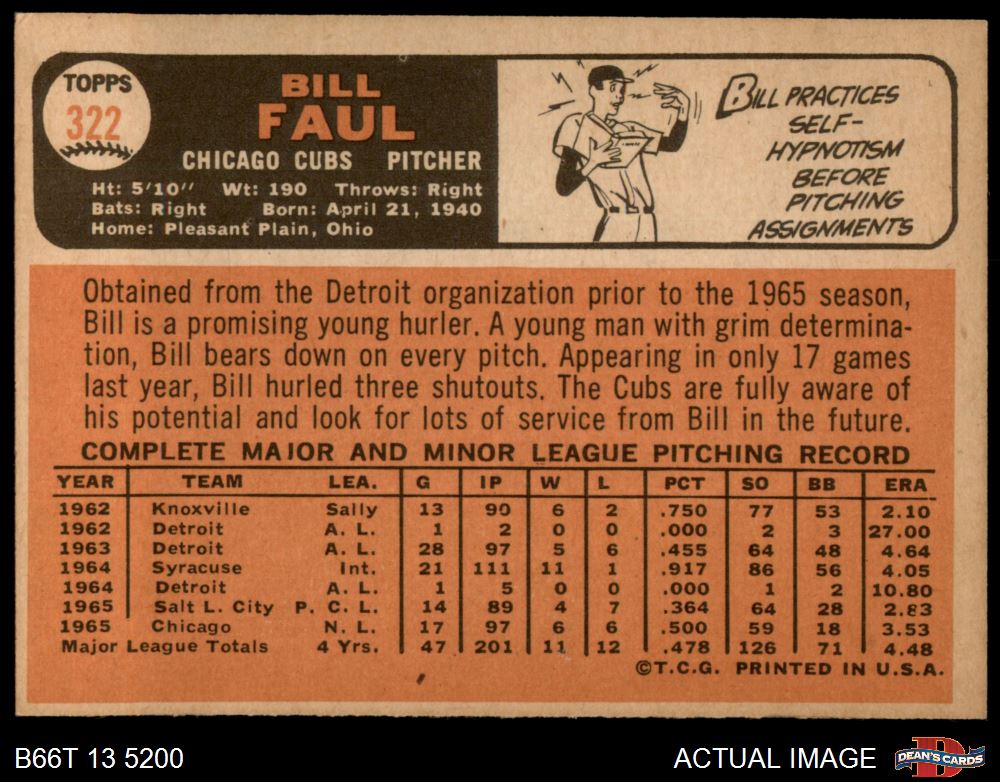 TOPPS
322
BILL
FAUL
CHICAGO CUBS PITCHER
Ht: 5'10" Wt: 190 Throws: Right
Bats: Right Born: April 21, 1940
Home: Pleasant Plain, Ohio
BILL PRACTICES
SELF-
HYPNOTISM
BEFORE
PITCHING
ASSIGNMENTS
Obtained from the Detroit organization prior to the 1965 season,
Bill is a promising young hurler. A young man with grim determina-
tion, Bill bears down on every pitch. Appearing in only 17 games
last year, Bill hurled three shutouts. The Cubs are fully aware of
his potential and look for lots of service from Bill in the future.
COMPLETE MAJOR AND MINOR LEAGUE PITCHING RECORD
YEAR TEAM LEA. G IP W L PCT SO BB ERA
1962 Knoxville Sally 13 90 6 2 .750 77 53 2.10
1962 Detroit A. L. 1 2 0 0 .000 2 3 27.00
1963 Detroit A. L. 28 97 5 6 .455 64 48 4.64
1964 Syracuse Int. 21 111 11 1 .917 86 56 4.05
1964 Detroit A. L. 1 5 0 0 .000 1 2 10.80
1965 Salt L. City P. C. L. 14 89 4 7 .364 64 28 2.83
1965 Chicago N. L. 17 97 6 6 .500 59 18 3.53
Major League Totals 4 Yrs. 47 201 11 12 .478 126 71 4.48
©T.C.G. PRINTED IN U.S.A.
B66T 13 5200 ACTUAL IMAGE DEAN'S CARDS